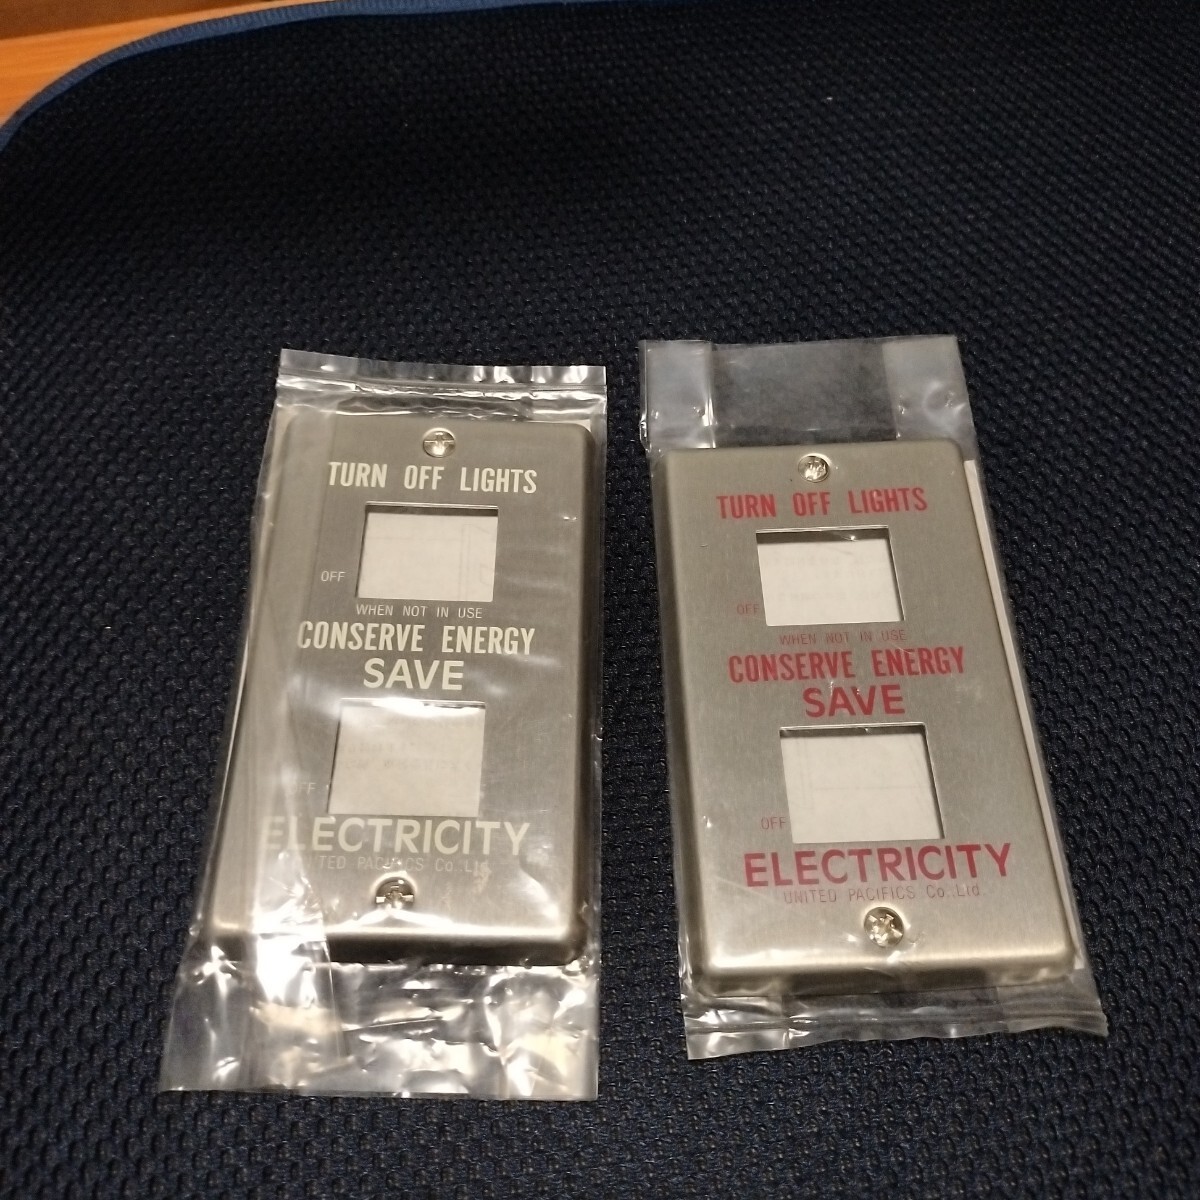 TURN OFF LIGHTS
OFF
WHEN NOT IN USE
CONSERVE ENERGY
SAVE
OFF
ELECTRICITY
UNITED PACIFICS Co.,Ltd.
TURN OFF LIGHTS
OFF
WHEN NOT IN USE
CONSERVE ENERGY
SAVE
OFF
ELECTRICITY
UNITED PACIFICS Co.,Ltd.